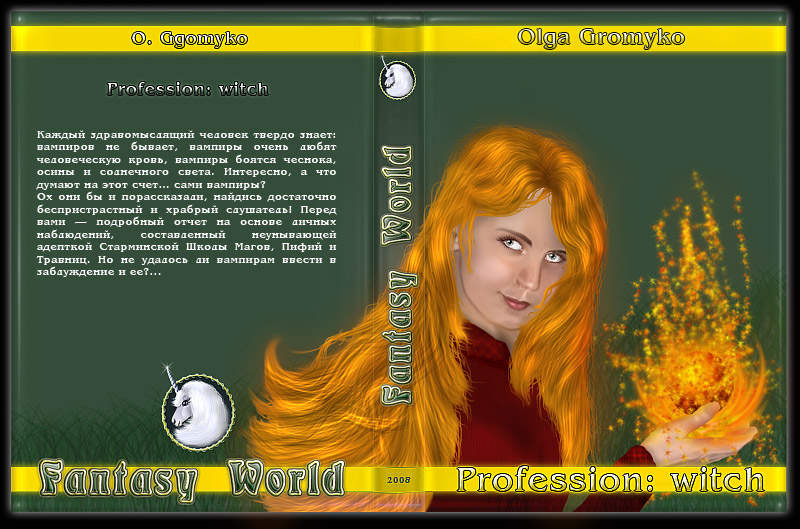 O. Ggomyko
Profession: witch
Каждый здравомыслящий человек твердо знает:
вампиров не бывает, вампиры очень любят
человеческую кровь, вампиры боятся чеснока,
осины и солнечного света. Интересно, а что
думают на этот счет... сами вампиры?
Ох они бы и порассказали, найдись достаточно
беспристрастный и храбрый слушатель! Перед
вами — подробный отчет на основе личных
наблюдений, составленный неунывающей
адепткой Старминской Школы Магов, Пифий и
Травниц. Но не удалось ли вампирам ввести в
заблуждение и ее?...
Fantasy World
Fantasy World
2008
Olga Gromyko
Profession: witch